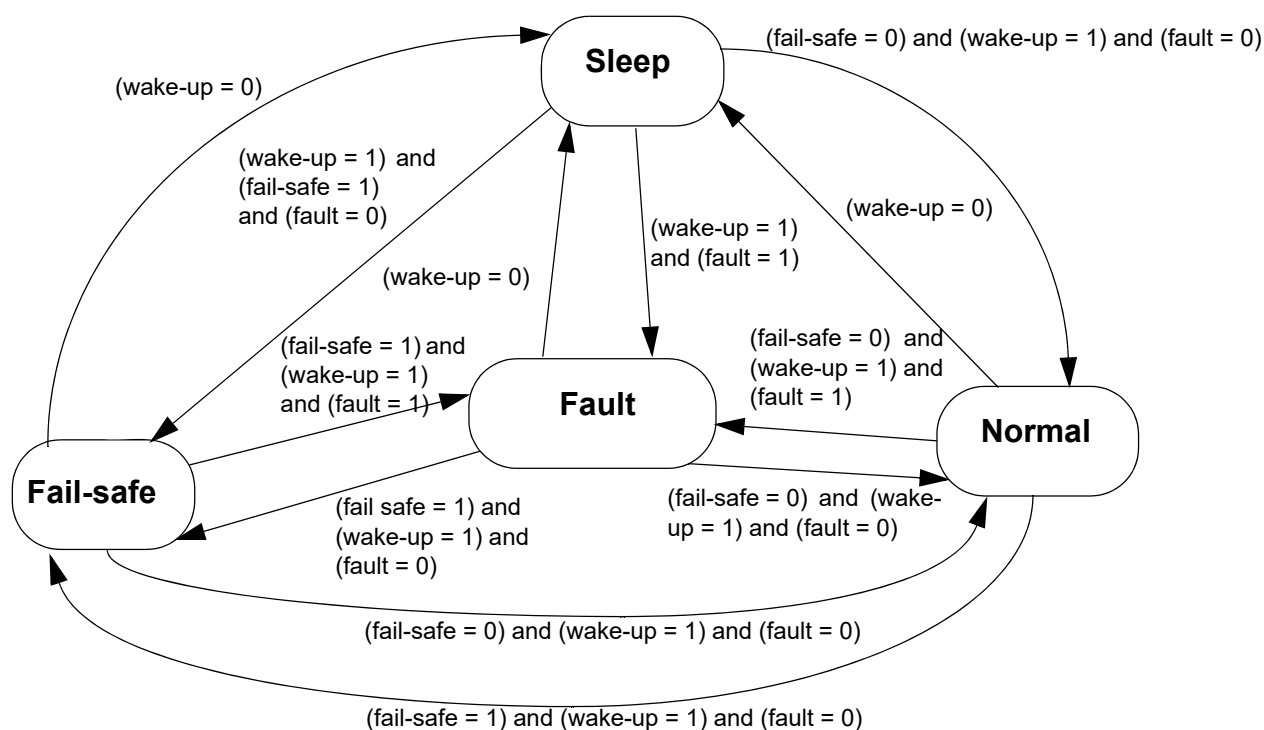 Sleep
(fail-safe = 0) and (wake-up = 1) and (fault = 0)
(wake-up = 0)
(wake-up = 1) and
(fail-safe = 1)
and (fault = 0)
(wake-up = 0)
(wake-up = 1)
and (fault = 1)
(wake-up = 0)
(fail-safe = 1) and
(wake-up = 1)
and (fault = 1)
(fail-safe = 0) and
(wake-up = 1) and
(fault = 1)
Fault
Normal
Fail-safe
(fail safe = 1) and
(wake-up = 1) and
(fault = 0)
(fail-safe = 0) and (wake-
up = 1) and (fault = 0)
(fail-safe = 0) and (wake-up = 1) and (fault = 0)
(fail-safe = 1) and (wake-up = 1) and (fault = 0)